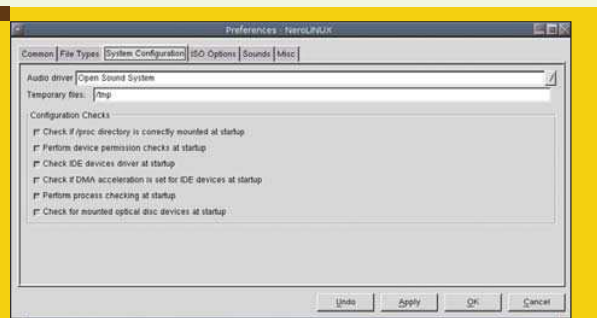 Preferences - NeroLINUX
Common File Types System Configuration ISO Options Sounds Misc
Audio driver Open Sound System
Temporary files: /tmp
Configuration Checks
Check if /proc directory is correctly mounted at startup
Perform device permission checks at startup
Check IDE devices driver at startup
Check if DMA acceleration is set for IDE devices at startup
Perform process checking at startup
Check for mounted optical disc devices at startup
Undo Apply OK Cancel